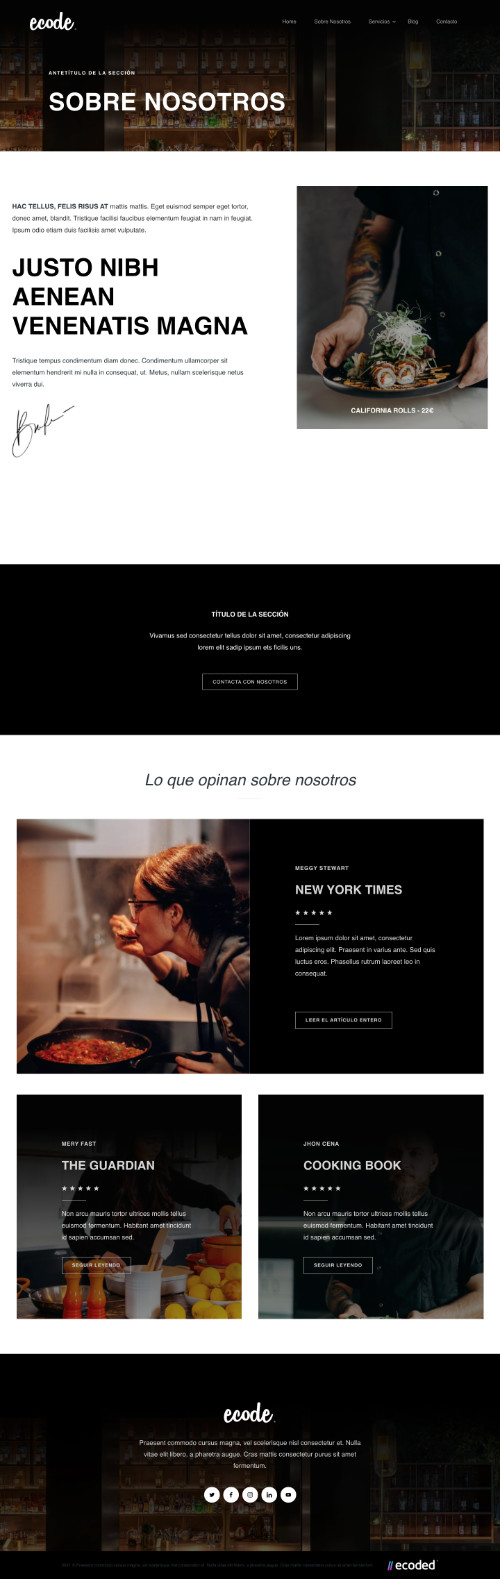 ecode.
Home Sobre Nosotros Servicios Blog Contacto
ANTETÍTULO DE LA SECCIÓN
SOBRE NOSOTROS
HAC TELLUS, FELIS RISUS AT mattis mattis. Eget euismod semper eget tortor,
donec amet, blandit. Tristique facilisi faucibus elementum feugiat in nam in feugiat.
Ipsum odio etiam duis facilisis amet vulputate.
JUSTO NIBH
AENEAN
VENENATIS MAGNA
Tristique tempus condimentum diam donec. Condimentum ullamcorper sit
elementum hendrerit mi nulla in consequat, ut. Metus, nullam scelerisque netus
viverra dui.
CALIFORNIA ROLLS - 22€
TÍTULO DE LA SECCIÓN
Vivamus sed consectetur tellus dolor sit amet, consectetur adipiscing
lorem elit sadip ipsum ets ficilis uns.
CONTACTA CON NOSOTROS
Lo que opinan sobre nosotros
MEGGY STEWART
NEW YORK TIMES
Lorem ipsum dolor sit amet, consectetur
adipiscing elit. Praesent in varius ante. Sed quis
luctus eros. Phasellus rutrum laoreet leo in
consequat.
LEER EL ARTÍCULO ENTERO
MERY FAST
THE GUARDIAN
Non arcu mauris tortor ultrices mollis tellus
euismod fermentum. Habitant amet tincidunt
id sapien accumsan sed.
SEGUIR LEYENDO
JHON CENA
COOKING BOOK
Non arcu mauris tortor ultrices mollis tellus
euismod fermentum. Habitant amet tincidunt
id sapien accumsan sed.
SEGUIR LEYENDO
ecode.
Praesent commodo cursus magna, vel scelerisque nisl consectetur et. Nulla
vitae elit libero, a pharetra augue. Cras mattis consectetur purus sit amet
fermentum.
//ecoded